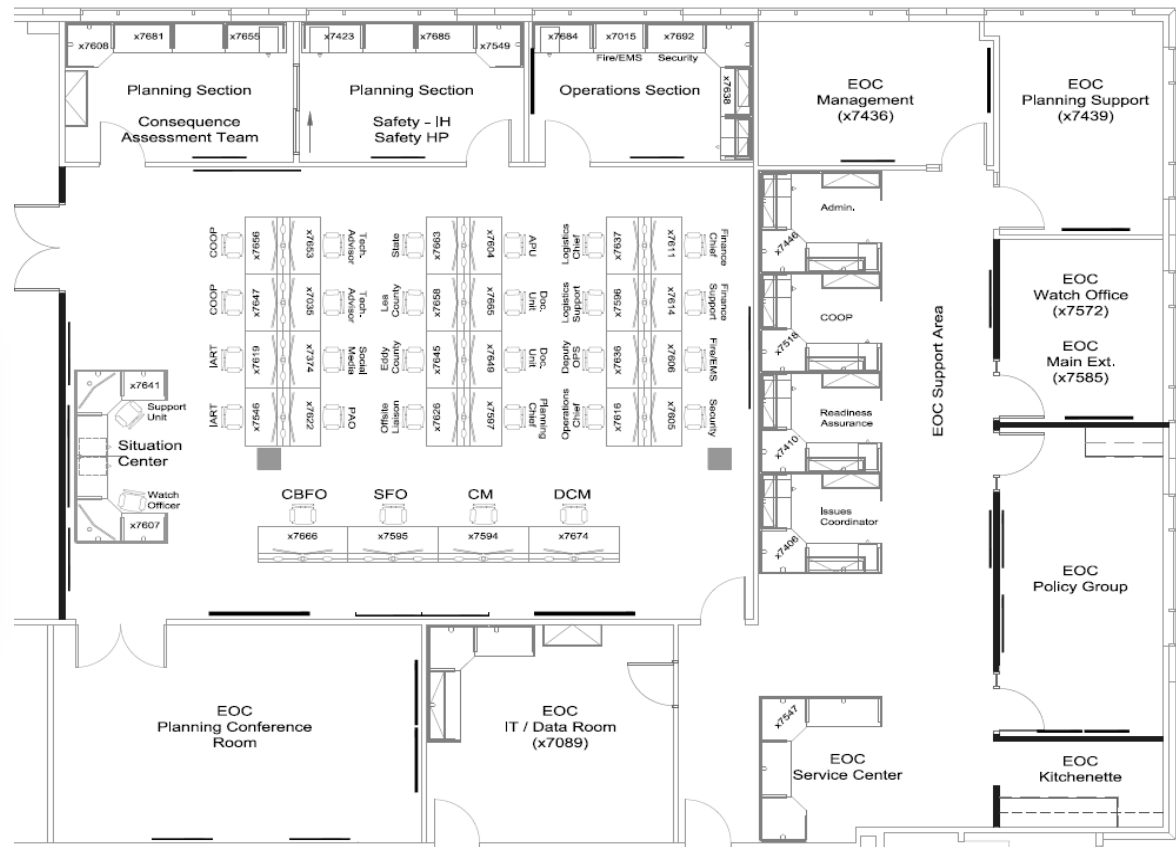 x7608
x7681
x7655
Planning Section
Consequence
Assessment Team
x7423
x7685
x7549
Planning Section
Safety - IH
Safety HP
x7684
x7015
x7692
Fire/EMS
Security
x7638
Operations Section
EOC
Management
(x7436)
EOC
Planning Support
(x7439)
COOP
x7656
x7653
Tech.
Advisor
State
x7663
x7604
APU
Logistics
Chief
x7637
x7611
Finance
Chief
COOP
x7647
x7035
Tech.
Advisor
Lea
County
x7658
x7665
Doc.
Unit
Logistics
Support
x7596
x7614
Finance
Support
IART
x7619
x7374
Social
Media
Eddy
County
x7645
x7649
Doc.
Unit
Deputy
OPS
x7636
x7606
Fire/EMS
IART
x7546
x7622
PAO
Offsite
Liaison
x7626
x7597
Planning
Chief
Operations
Chief
x7616
x7605
Security
Admin.
x7446
COOP
x7518
Readiness
Assurance
x7410
Issues
Coordinator
x7406
EOC Support Area
EOC
Watch Office
(x7572)
EOC
Main Ext.
(x7585)
x7641
Support
Unit
Situation
Center
Watch
Officer
x7607
CBFO
SFO
CM
DCM
x7666
x7595
x7594
x7674
EOC
Policy Group
EOC
Planning Conference
Room
EOC
IT / Data Room
(x7089)
x7547
EOC
Service Center
EOC
Kitchenette